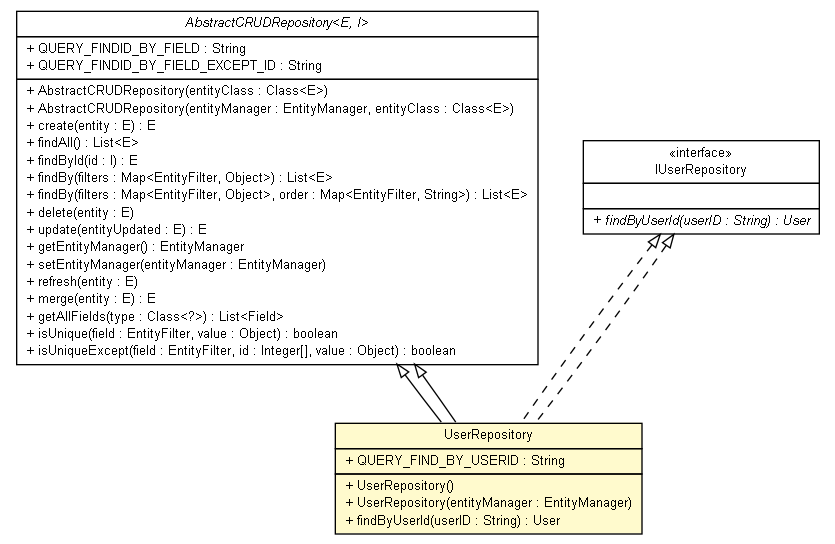 AbstractCRUDRepository<E, I>
+ QUERY_FINDID_BY_FIELD : String
+ QUERY_FINDID_BY_FIELD_EXCEPT_ID : String
+ AbstractCRUDRepository(entityClass : Class<E>)
+ AbstractCRUDRepository(entityManager : EntityManager, entityClass : Class<E>)
+ create(entity : E) : E
+ findAll() : List<E>
+ findById(id : I) : E
+ findBy(filters : Map<EntityFilter, Object>) : List<E>
+ findBy(filters : Map<EntityFilter, Object>, order : Map<EntityFilter, String>) : List<E>
+ delete(entity : E)
+ update(entityUpdated : E) : E
+ getEntityManager() : EntityManager
+ setEntityManager(entityManager : EntityManager)
+ refresh(entity : E)
+ merge(entity : E) : E
+ getAllFields(type : Class<?>) : List<Field>
+ isUnique(field : EntityFilter, value : Object) : boolean
+ isUniqueExcept(field : EntityFilter, id : Integer[], value : Object) : boolean
«interface»
IUserRepository
+ findByUserId(userID : String) : User
UserRepository
+ QUERY_FIND_BY_USERID : String
+ UserRepository()
+ UserRepository(entityManager : EntityManager)
+ findByUserId(userID : String) : User